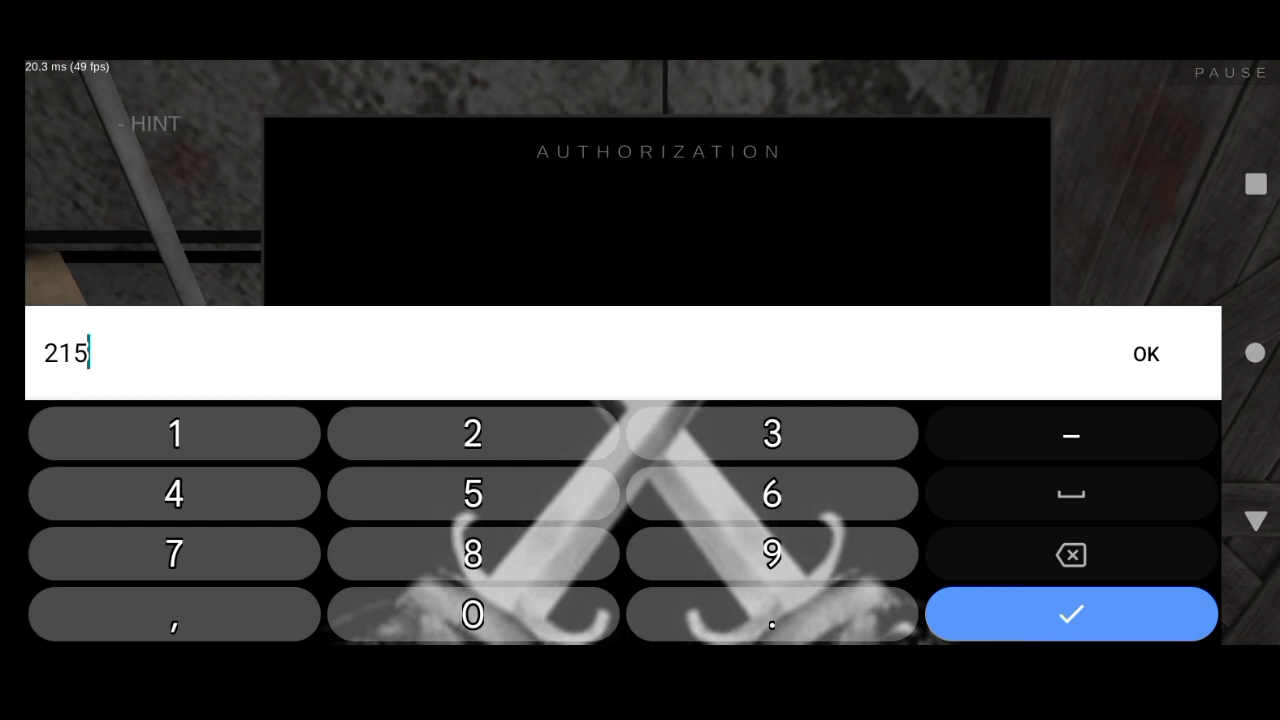 20.3 ms (49 fps)
PAUSE
- HINT
AUTHORIZATION
215
OK
1 2 3 –
4 5 6
7 8 9
, 0 .